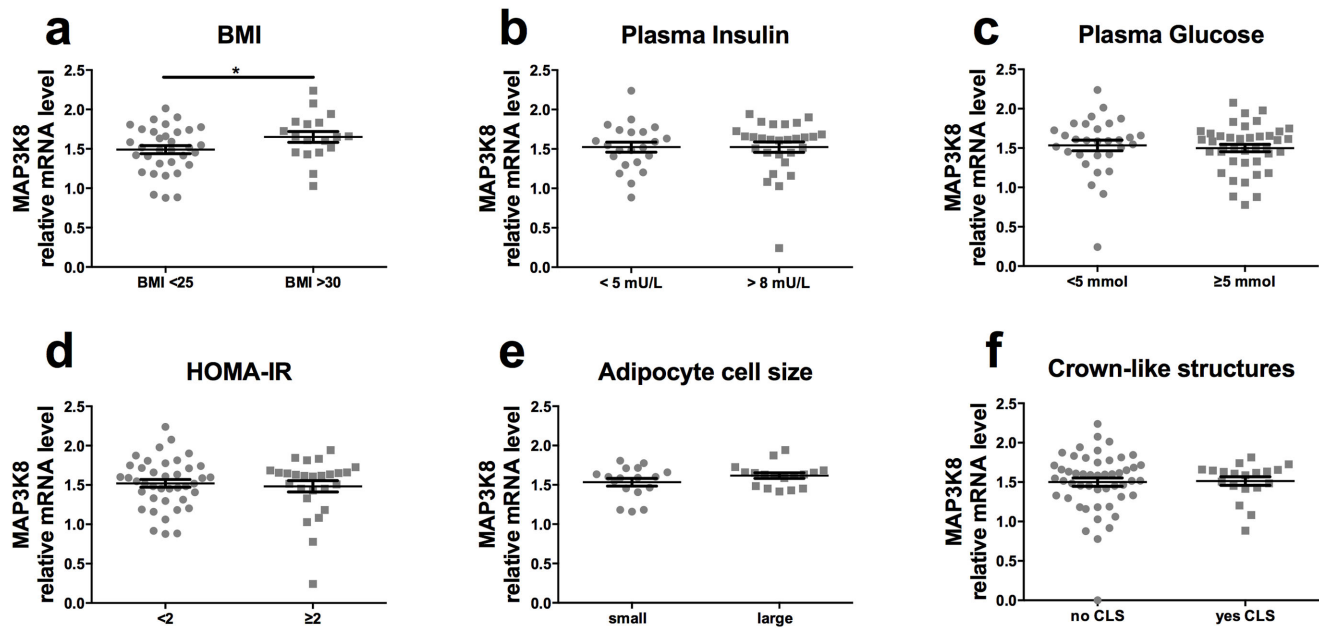 a
BMI
MAP3K8
relative mRNA level
2.5
2.0
1.5
1.0
0.5
0.0
*
BMI <25
BMI >30
b
Plasma Insulin
MAP3K8
relative mRNA level
2.5
2.0
1.5
1.0
0.5
0.0
< 5 mU/L
> 8 mU/L
c
Plasma Glucose
MAP3K8
relative mRNA level
2.5
2.0
1.5
1.0
0.5
0.0
<5 mmol
≥5 mmol
d
HOMA-IR
MAP3K8
relative mRNA level
2.5
2.0
1.5
1.0
0.5
0.0
<2
≥2
e
Adipocyte cell size
MAP3K8
relative mRNA level
2.5
2.0
1.5
1.0
0.5
0.0
small
large
f
Crown-like structures
MAP3K8
relative mRNA level
2.5
2.0
1.5
1.0
0.5
0.0
no CLS
yes CLS